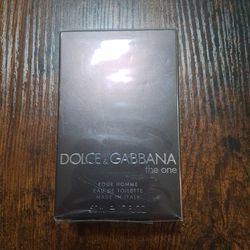 DOLCE & GABBANA
the one
POUR HOMME
EAU DE TOILETTE
MADE IN ITALY